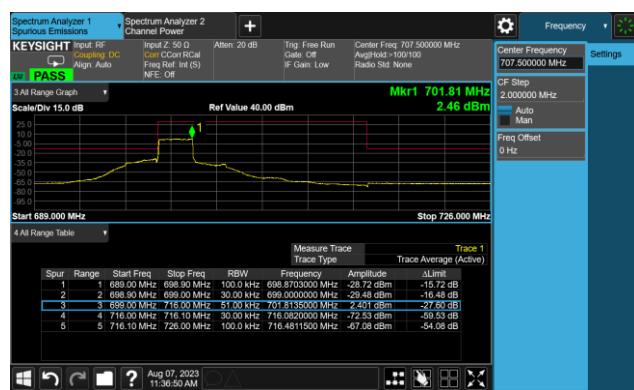 Spectrum Analyzer 1
Spurious Emissions
Spectrum Analyzer 2
Channel Power
Frequency
KEYSIGHT
Input: RF
Coupling: DC
Align: Auto
Input Z: 50 Ω
Corr CCorr RCal
Freq Ref: Int (S)
NFE: Off
Atten: 20 dB
Trig: Free Run
Gate: Off
IF Gain: Low
Center Freq: 707.500000 MHz
Avg|Hold:>100/100
Radio Std: None
LXI
PASS
Center Frequency
707.500000 MHz
Settings
CF Step
2.000000 MHz
Auto
Man
Freq Offset
0 Hz
3 All Range Graph
Mkr1 701.81 MHz
Scale/Div 15.0 dB
Ref Value 40.00 dBm
2.46 dBm
1
25.0
10.0
-5.00
-20.0
-35.0
-50.0
-65.0
-80.0
-95.0
Start 689.000 MHz
Stop 726.000 MHz
4 All Range Table
Measure Trace Trace 1
Trace Type Trace Average (Active)
Spur Range Start Freq Stop Freq RBW Frequency Amplitude ΔLimit
1 1 689.00 MHz 698.90 MHz 100.0 kHz 698.8703000 MHz -28.72 dBm -15.72 dB
2 2 698.90 MHz 699.00 MHz 30.00 kHz 699.0000000 MHz -29.48 dBm -16.48 dB
3 3 699.00 MHz 716.00 MHz 51.00 kHz 701.8135000 MHz 2.401 dBm -27.60 dB
4 4 716.00 MHz 716.10 MHz 30.00 kHz 716.0820000 MHz -72.53 dBm -59.53 dB
5 5 716.10 MHz 726.00 MHz 100.0 kHz 716.4811500 MHz -67.08 dBm -54.08 dB
Aug 07, 2023
11:36:50 AM